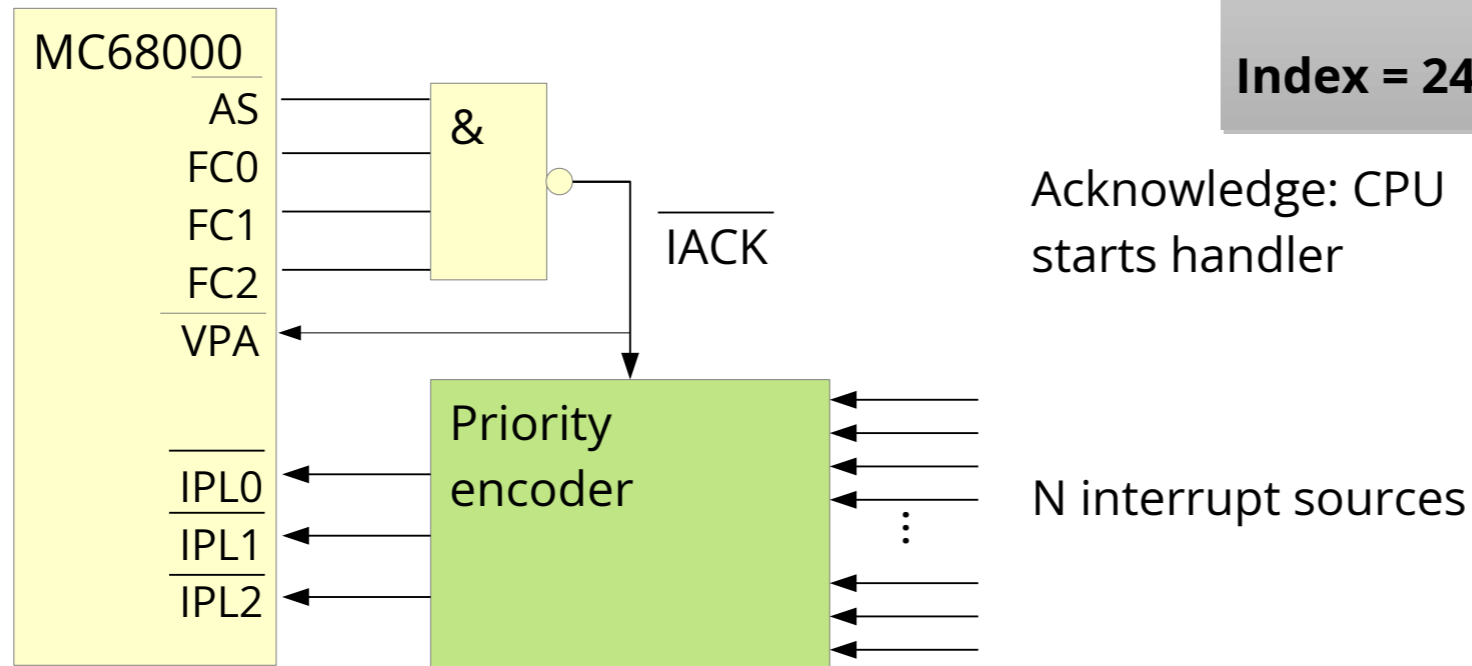 MC68000
AS
FC0
FC1
FC2
VPA
IPL0
IPL1
IPL2
&
IACK
Priority
encoder
Index = 24
Acknowledge: CPU
starts handler
N interrupt sources